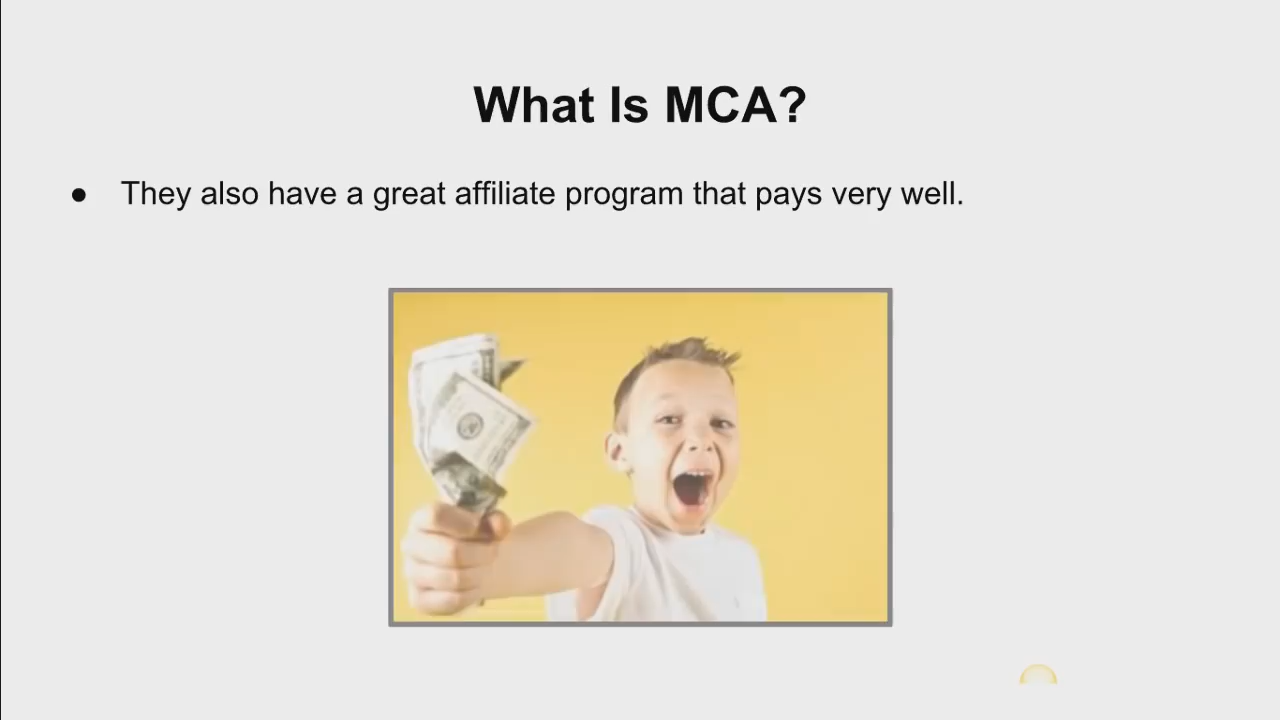 What Is MCA?
● They also have a great affiliate program that pays very well.